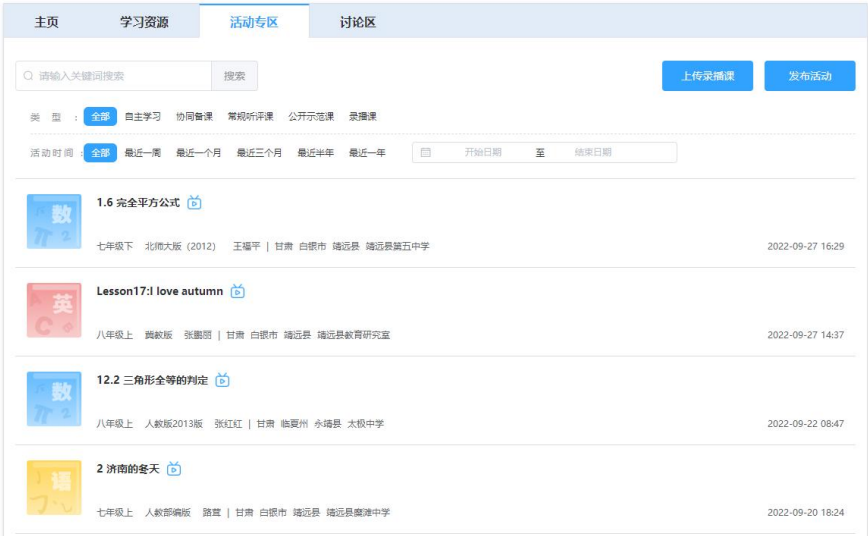 主页 学习资源 活动专区 讨论区
请输入关键词搜索 搜索 上传录播课 发布活动
类 型 : 全部 自主学习 协同备课 常规听评课 公开示范课 录播课
活动时间 : 全部 最近一周 最近一个月 最近三个月 最近半年 最近一年 开始日期 至 结束日期
数
1.6 完全平方公式
七年级下 北师大版（2012） 王福平 | 甘肃 白银市 靖远县 靖远县第五中学 2022-09-27 16:29
英
Lesson17:I love autumn
八年级上 冀教版 张鹏丽 | 甘肃 白银市 靖远县 靖远县教育研究室 2022-09-27 14:37
数
12.2 三角形全等的判定
八年级上 人教版2013版 张红红 | 甘肃 临夏州 永靖县 太极中学 2022-09-22 08:47
语
2 济南的冬天
七年级上 人教部编版 路茸 | 甘肃 白银市 靖远县 靖远县糜滩中学 2022-09-20 18:24